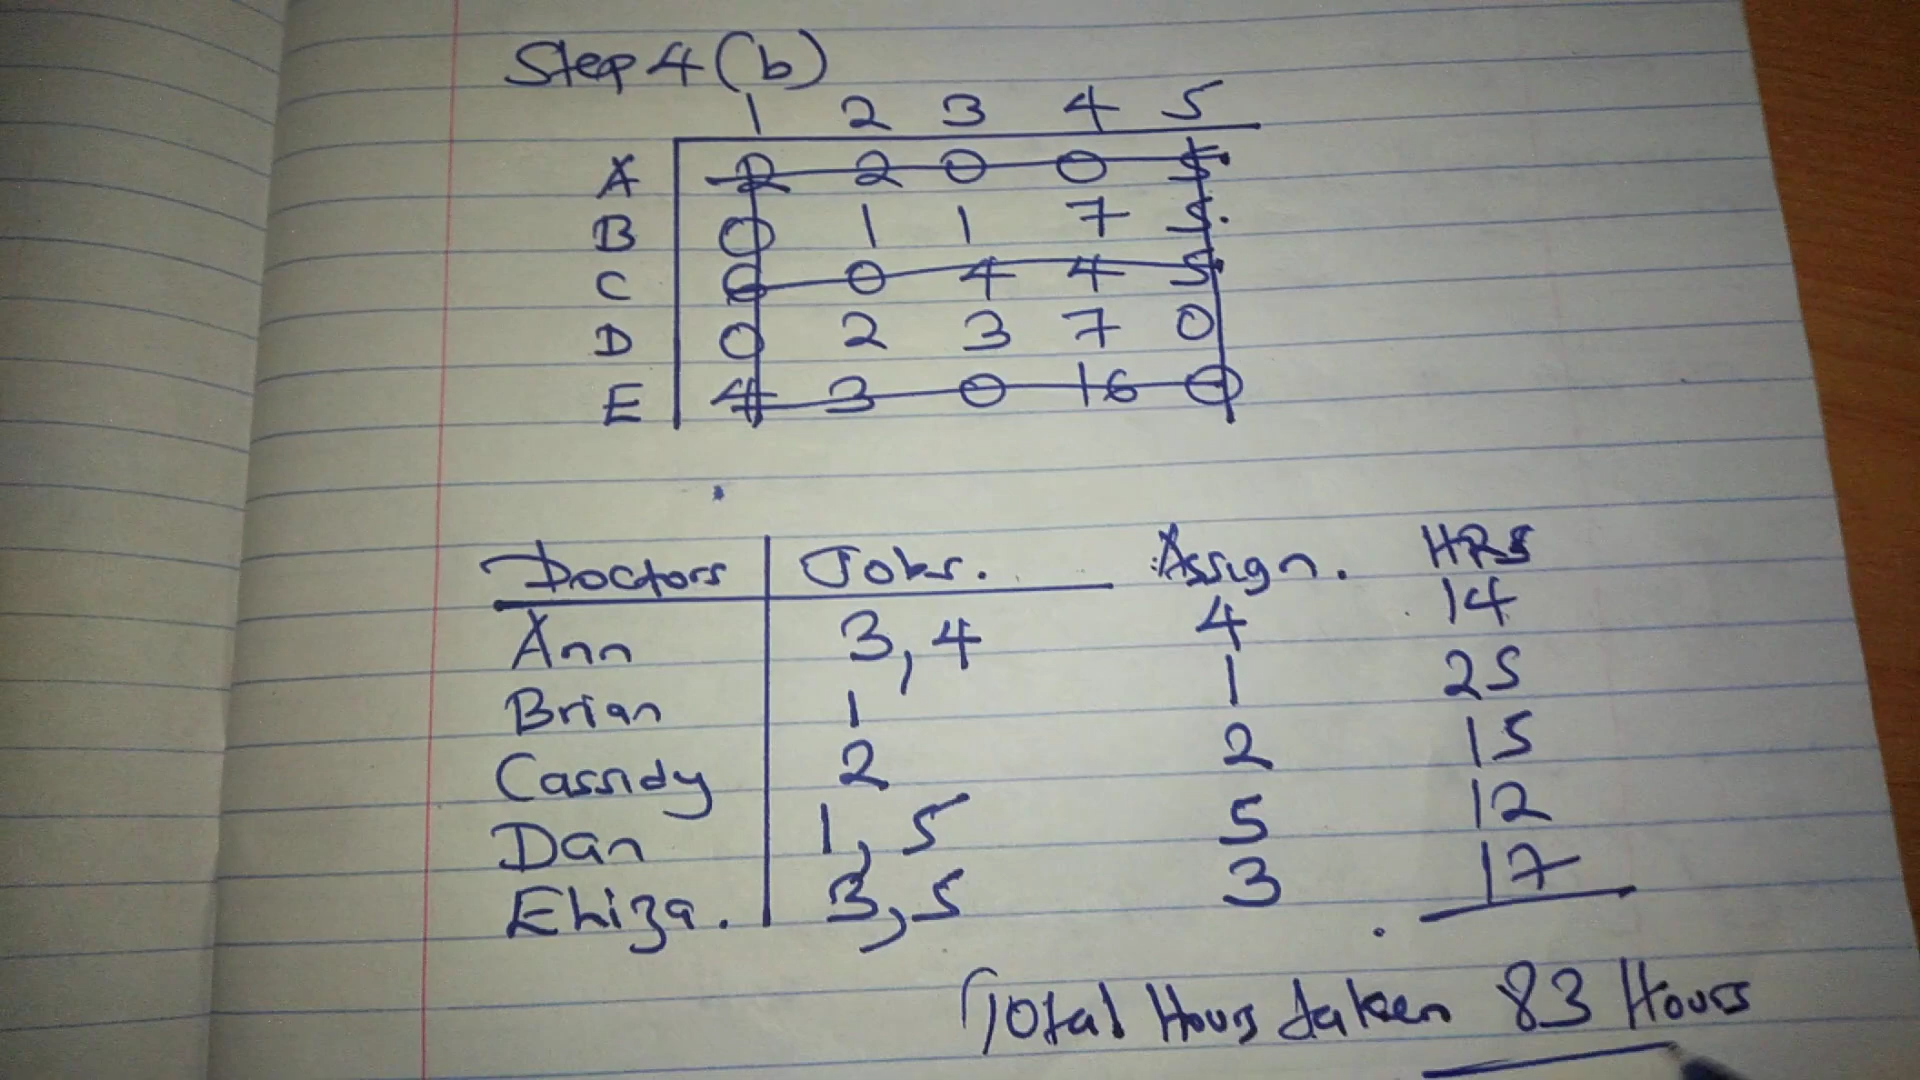 Step 4 (b)
1 2 3 4 5
A 2 2 0 0 5
B 0 1 1 7 5
C 0 0 4 4 5
D 0 2 3 7 0
E 4 3 0 16 0
Doctors Jobs. Assign. HRS
Ann 3, 4 4 14
Brian 1 1 25
Cassidy 2 2 15
Dan 1, 5 5 12
Ehiza. 3, 5 3 17
Total Hours taken 83 Hours